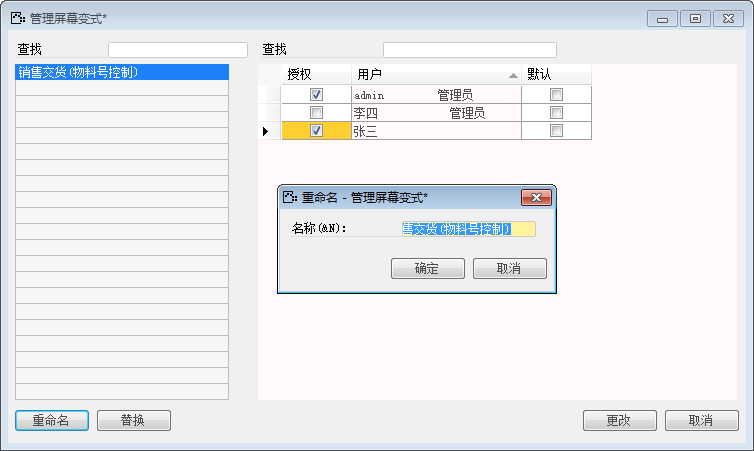 管理屏幕变式*
查找
查找
销售交货(物料号控制)
授权 用户 默认
admin 管理员
李四 管理员
张三
重命名 - 管理屏幕变式*
名称(&N): 售交货(物料号控制)
确定 取消
重命名 替换 更改 取消